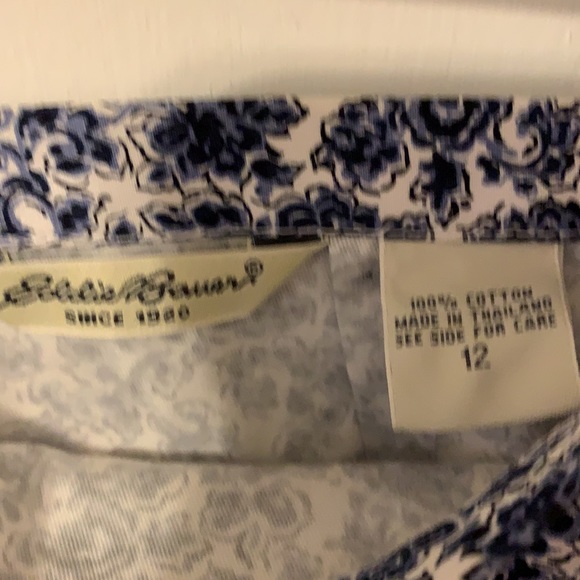 Eddie Bauer®
SINCE 1920
100% COTTON
MADE IN THAILAND
SEE SIDE FOR CARE
12